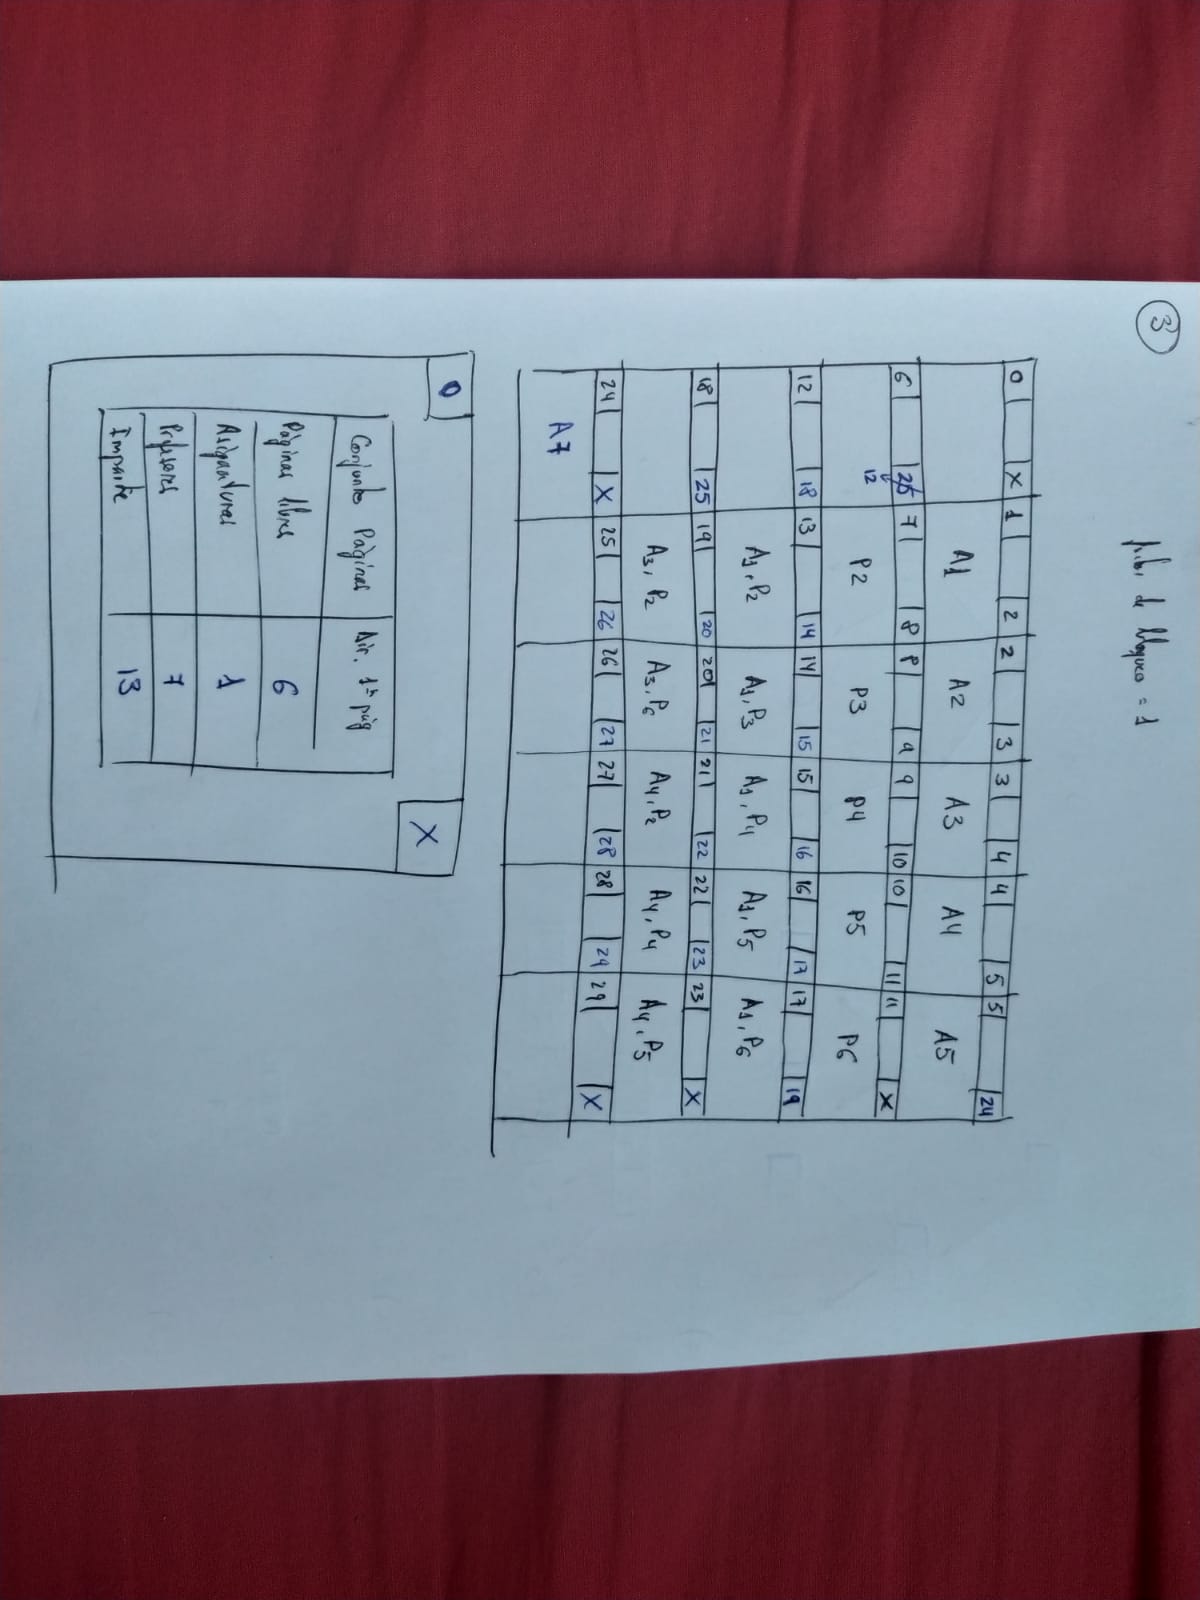 3
de bloques = 1
0 X 1 2 2 3 3 4 4 5 5 24
A1 A2 A3 A4 A5
6 25 7 8 8 9 9 10 10 11 11 X
12 P2 P3 P4 P5 P6
12 18 13 14 14 15 15 16 16 17 17 19
A1, P2 A1, P3 A1, P4 A1, P5 A1, P6
18 25 19 20 20 21 21 22 22 23 23 X
A3, P2 A3, P6 A4, P2 A4, P4 A4, P5
24 X 25 26 26 27 27 28 28 29 29 X
A7
0 X
Conjunto Páginas Dir. 1ª pág
Páginas libres 6
Asignaturas 1
Profesores 7
Imparte 13